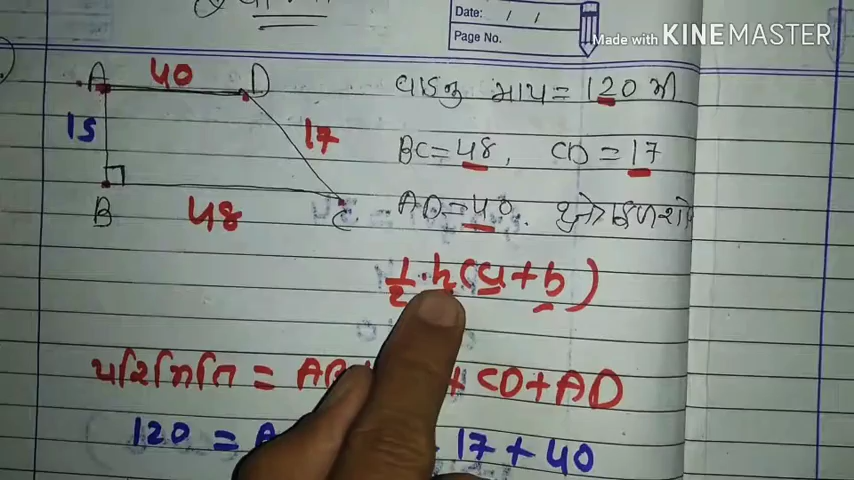 Date: / /
Page No.
Made with KINEMASTER
A 40 D
15
17
B 48 C
વાડનુ માપ = 120 મી
BC = 48, CD = 17
AD = 40.
1/2 · h (a + b)
પરિમિતિ = AB + CD + AD
120 = A 17 + 40